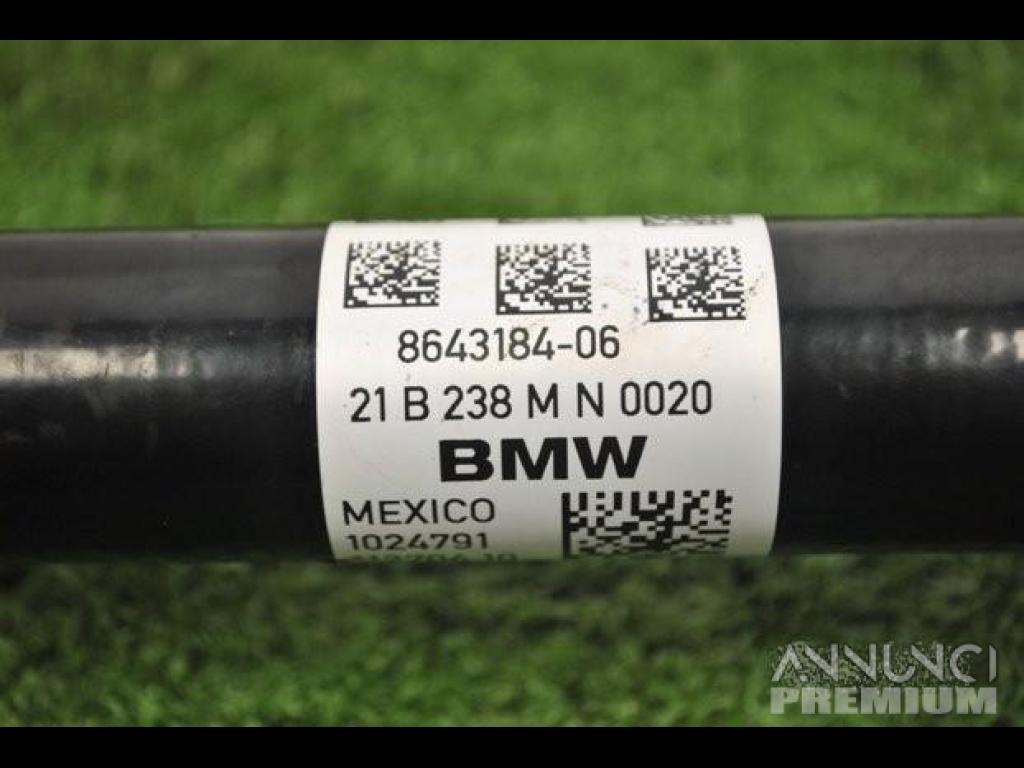 8643184-06
21 B 238 M N 0020
BMW
MEXICO
1024791
ANNUNCI
PREMIUM